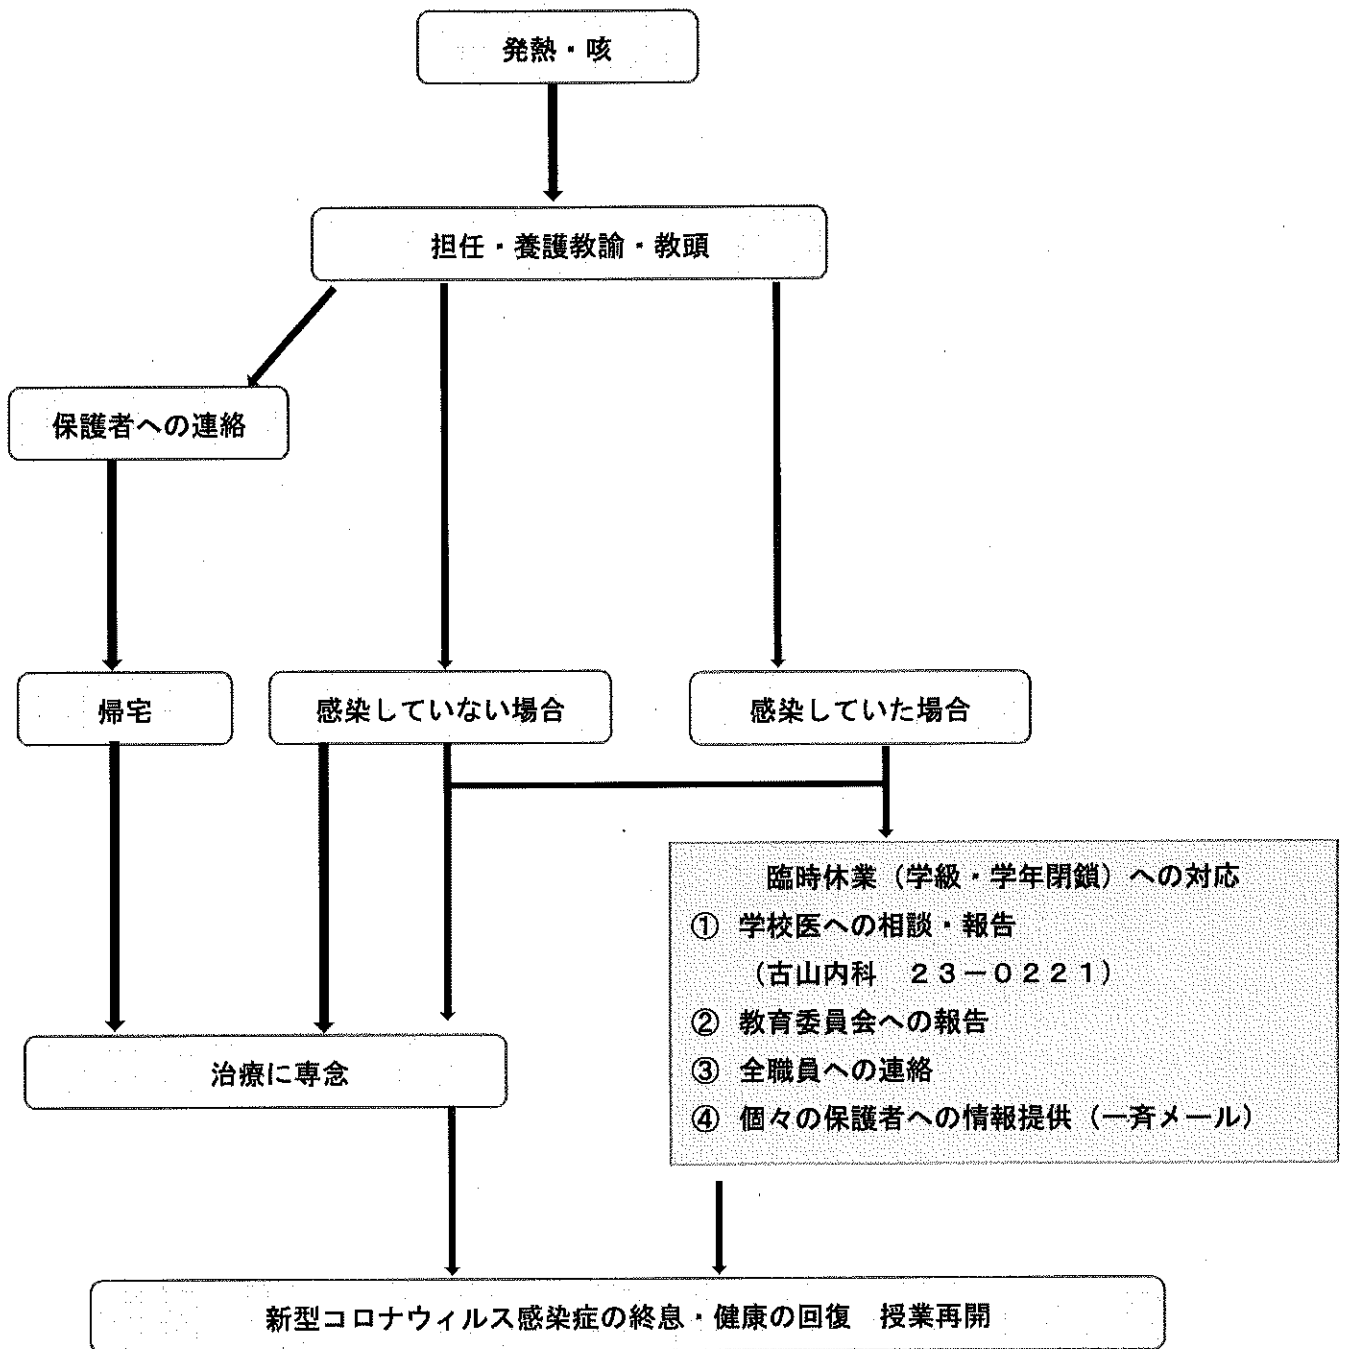 発熱・咳
担任・養護教諭・教頭
保護者への連絡
帰宅
感染していない場合
感染していた場合
臨時休業（学級・学年閉鎖）への対応
① 学校医への相談・報告
（古山内科　２３－０２２１）
② 教育委員会への報告
③ 全職員への連絡
④ 個々の保護者への情報提供（一斉メール）
治療に専念
新型コロナウィルス感染症の終息・健康の回復　授業再開